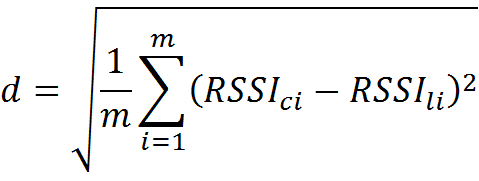 d = √(1/m ∑_{i=1}^{m} (RSSI_{ci} − RSSI_{li})²)